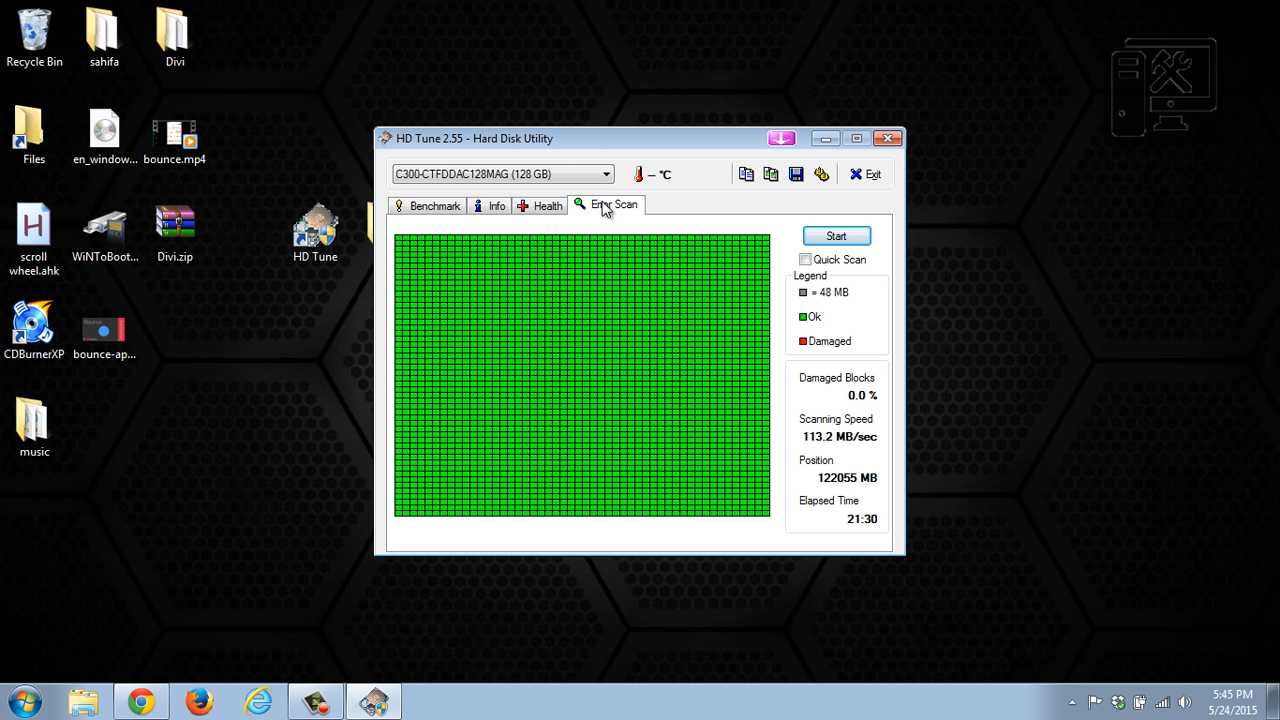 Recycle Bin
sahifa
Divi
Files
en_window...
bounce.mp4
scroll
wheel.ahk
WiNToBoot...
Divi.zip
HD Tune
CDBurnerXP
bounce-ap...
music
HD Tune 2.55 - Hard Disk Utility
C300-CTFDDAC128MAG (128 GB)
– °C
Exit
Benchmark
Info
Health
Error Scan
Start
Quick Scan
Legend
= 48 MB
Ok
Damaged
Damaged Blocks
0.0 %
Scanning Speed
113.2 MB/sec
Position
122055 MB
Elapsed Time
21:30
5:45 PM
5/24/2015